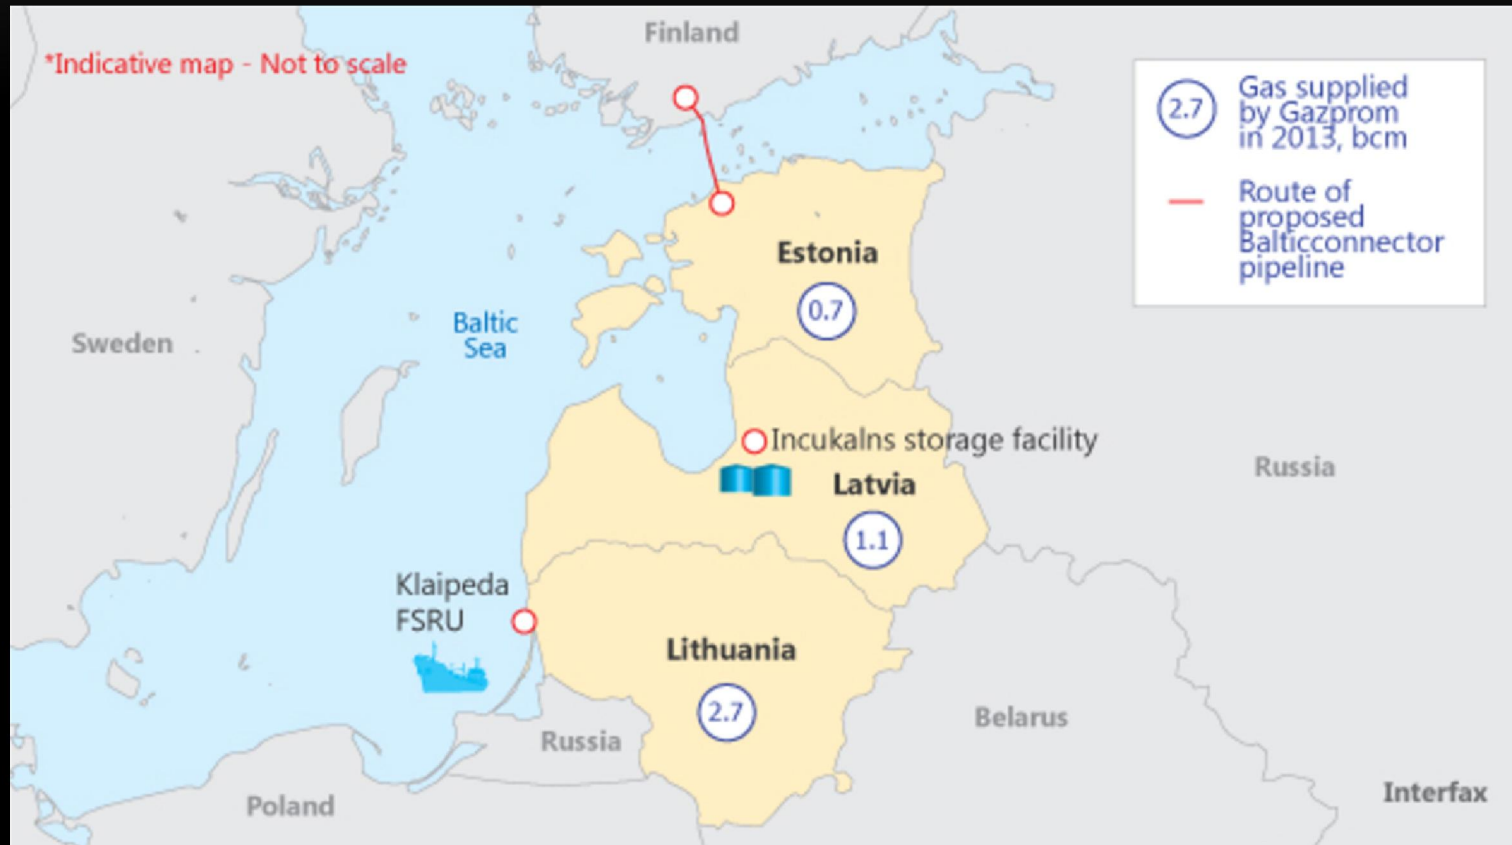 Finland
*Indicative map - Not to scale
2.7
Gas supplied
by Gazprom
in 2013, bcm
Route of
proposed
Balticconnector
pipeline
Estonia
0.7
Baltic
Sea
Sweden
Incukalns storage facility
Russia
Latvia
1.1
Klaipeda
FSRU
Lithuania
2.7
Belarus
Russia
Poland
Interfax